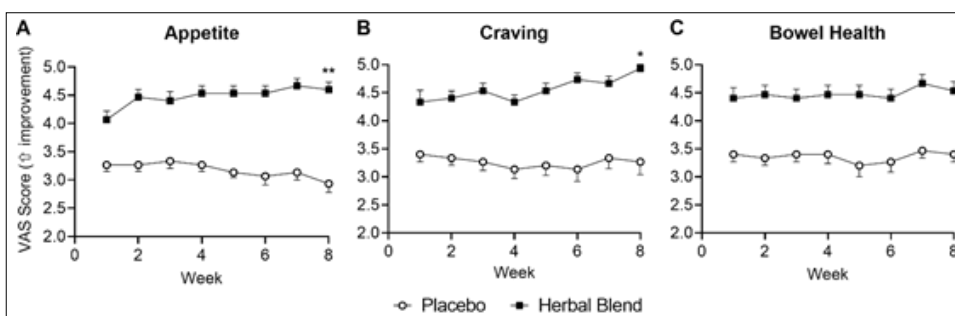 A Appetite
VAS Score (⇧ improvement)
5.0
4.5
4.0
3.5
3.0
2.5
2.0
**
0 2 4 6 8
Week
B Craving
5.0
4.5
4.0
3.5
3.0
2.5
2.0
*
0 2 4 6 8
Week
C Bowel Health
5.0
4.5
4.0
3.5
3.0
2.5
2.0
0 2 4 6 8
Week
Placebo Herbal Blend